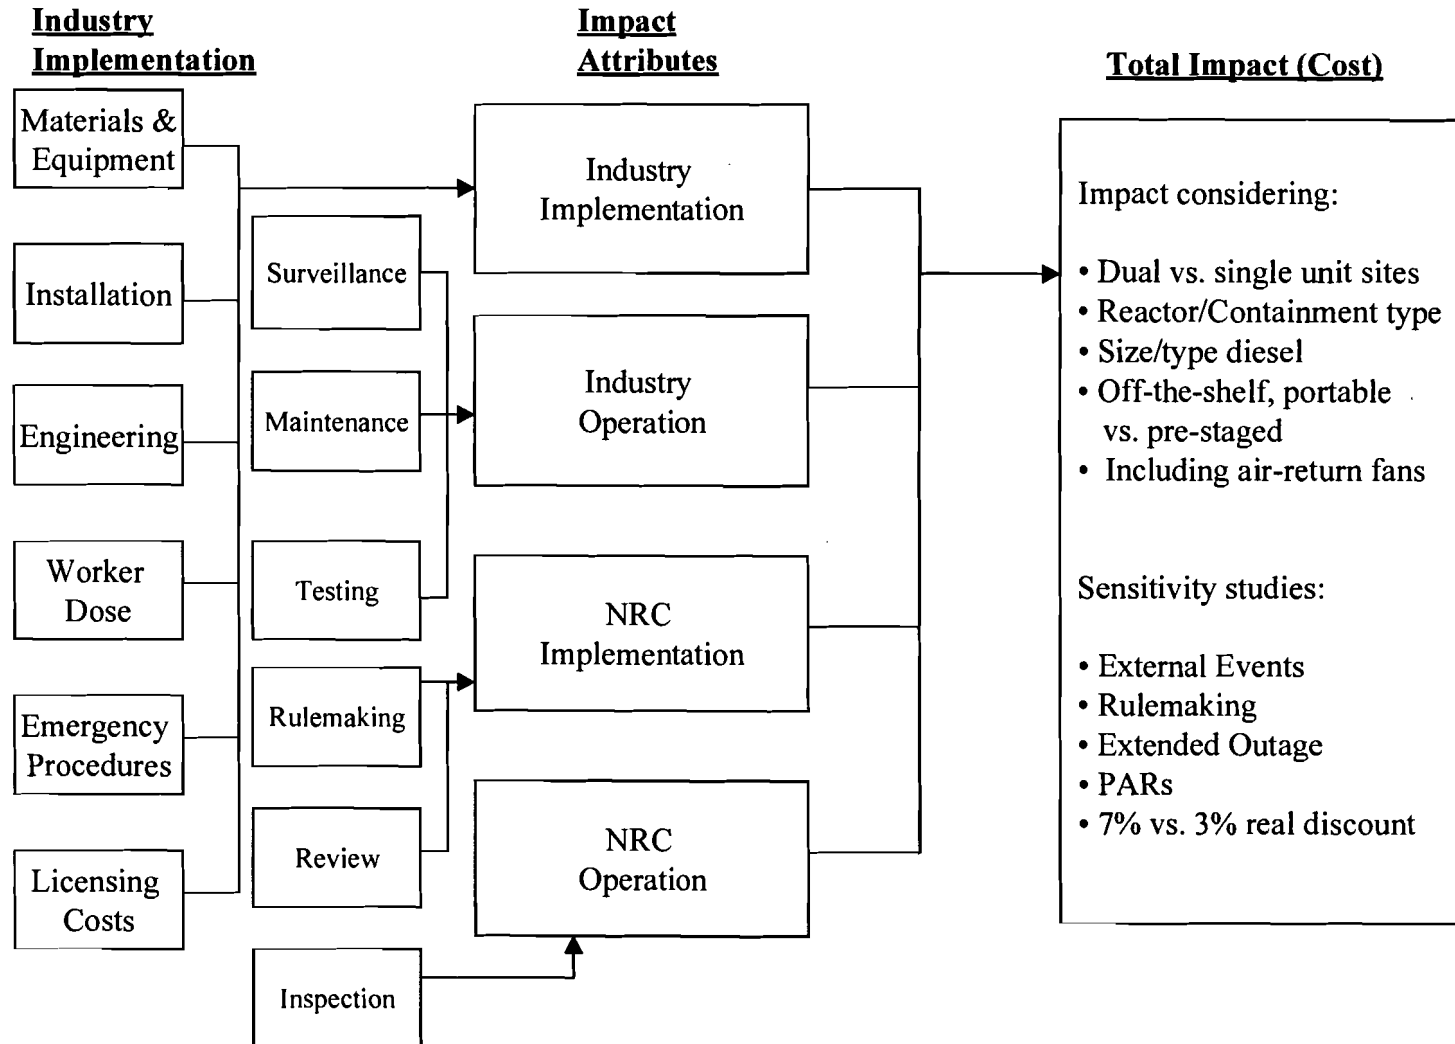 Industry
Implementation
Materials &
Equipment
Installation
Engineering
Worker
Dose
Emergency
Procedures
Licensing
Costs
Surveillance
Maintenance
Testing
Rulemaking
Review
Inspection
Impact
Attributes
Industry
Implementation
Industry
Operation
NRC
Implementation
NRC
Operation
Total Impact (Cost)
Impact considering:
• Dual vs. single unit sites
• Reactor/Containment type
• Size/type diesel
• Off-the-shelf, portable
vs. pre-staged
• Including air-return fans
Sensitivity studies:
• External Events
• Rulemaking
• Extended Outage
• PARs
• 7% vs. 3% real discount